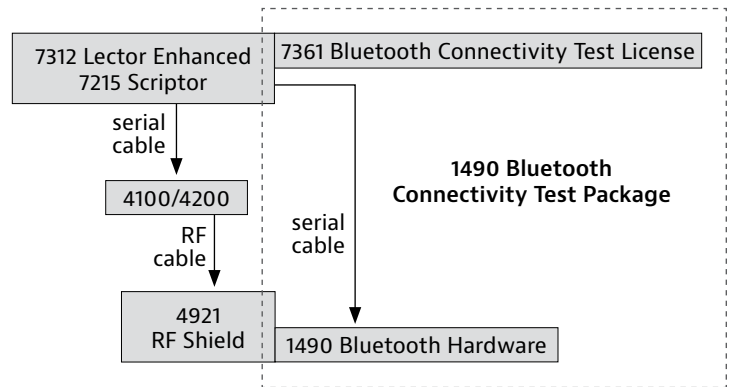 7312 Lector Enhanced
7215 Scriptor
7361 Bluetooth Connectivity Test License
serial
cable
1490 Bluetooth
Connectivity Test Package
4100/4200
serial
cable
RF
cable
4921
RF Shield
1490 Bluetooth Hardware